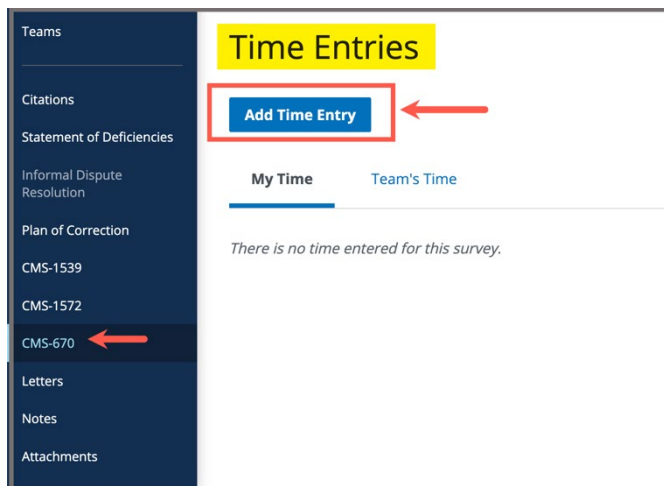 Teams
Citations
Statement of Deficiencies
Informal Dispute
Resolution
Plan of Correction
CMS-1539
CMS-1572
CMS-670
Letters
Notes
Attachments
Time Entries
Add Time Entry
My Time
Team's Time
There is no time entered for this survey.